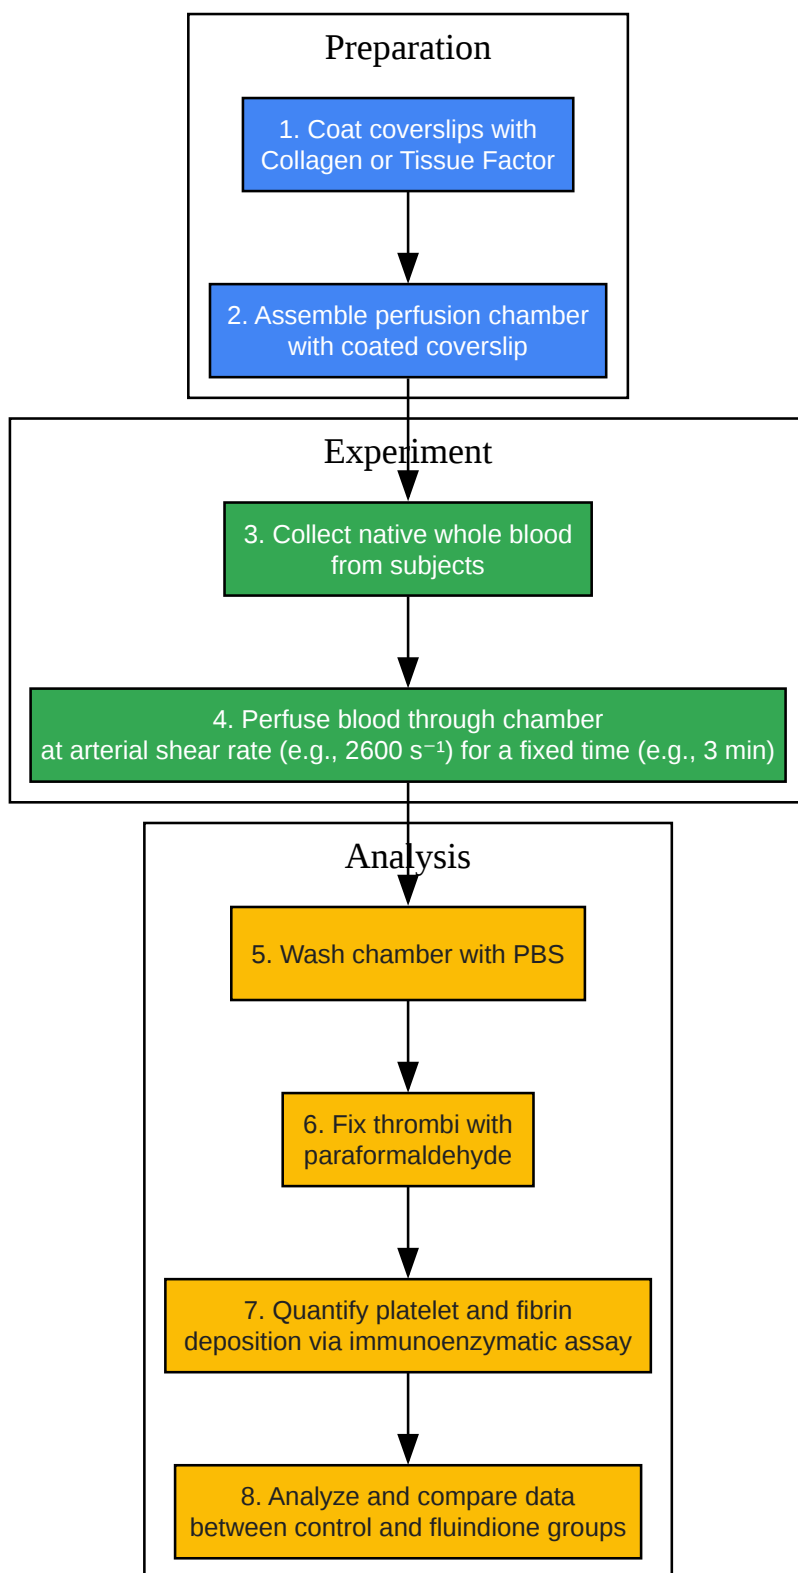 Preparation
1. Coat coverslips with
Collagen or Tissue Factor
2. Assemble perfusion chamber
with coated coverslip
Experiment
3. Collect native whole blood
from subjects
4. Perfuse blood through chamber
at arterial shear rate (e.g., 2600 s⁻¹) for a fixed time (e.g., 3 min)
Analysis
5. Wash chamber with PBS
6. Fix thrombi with
paraformaldehyde
7. Quantify platelet and fibrin
deposition via immunoenzymatic assay
8. Analyze and compare data
between control and fluindione groups